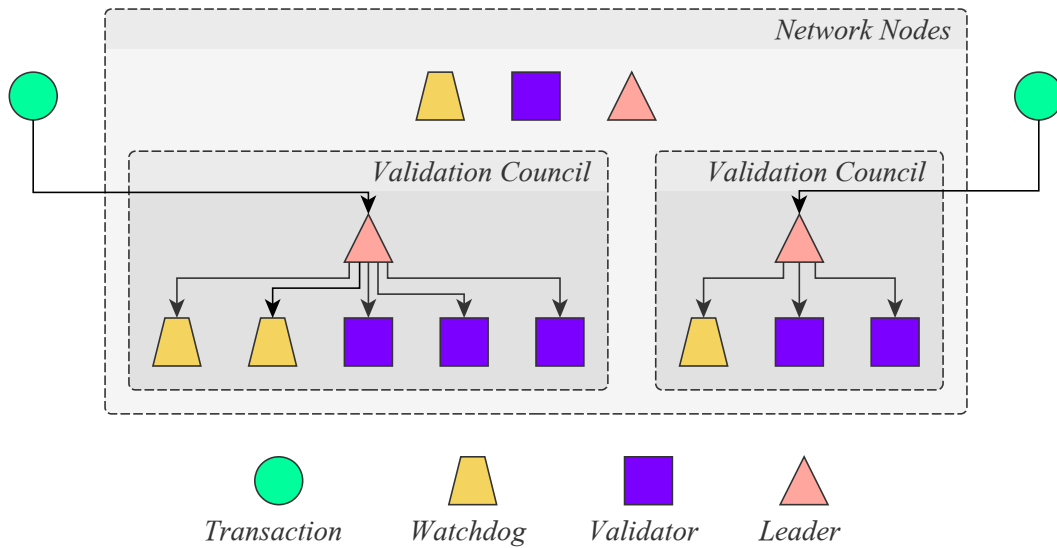 Network Nodes
Validation Council
Validation Council
Transaction
Watchdog
Validator
Leader